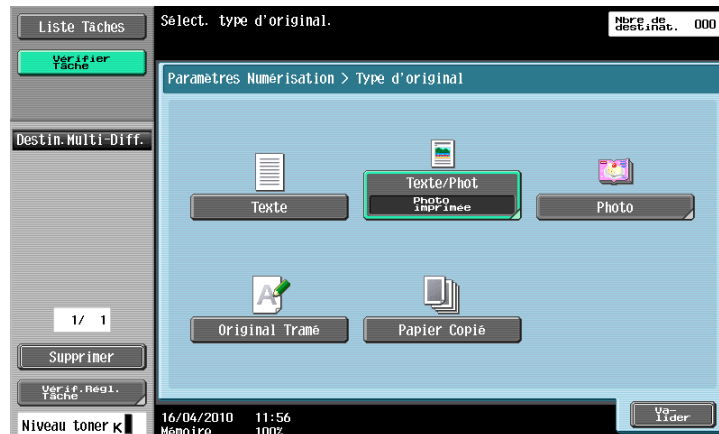 Liste Tâches
Vérifier
Tâche
Destin.Multi-Diff.
1/ 1
Supprimer
Vérif.Régl.
Tâche
Niveau toner K
Sélect. type d'original.
Nbre de
destinat. 000
Paramètres Numérisation > Type d'original
Texte
Texte/Phot
Photo
imprimée
Photo
Original Tramé
Papier Copié
16/04/2010 11:56
Mémoire 100%
Va-
lider